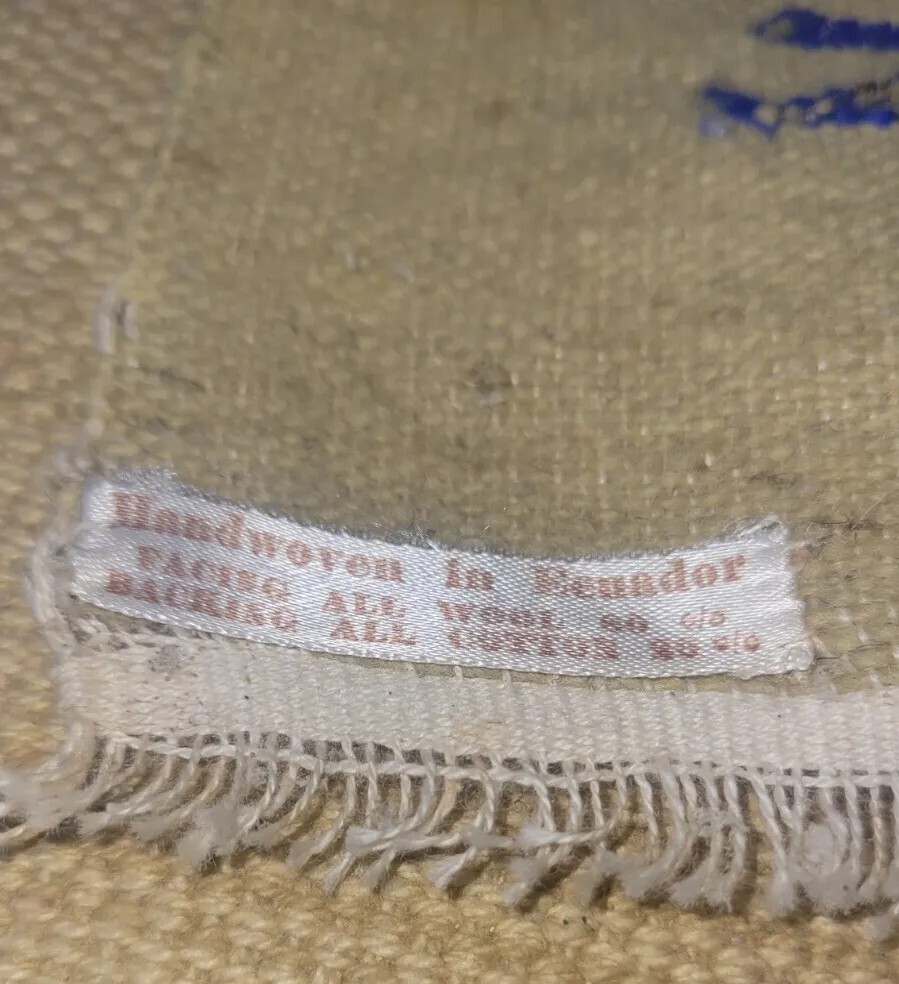 Handwoven in Ecuador
FACING ALL WOOL 80 o/o
BACKING ALL COTTON 20 o/o